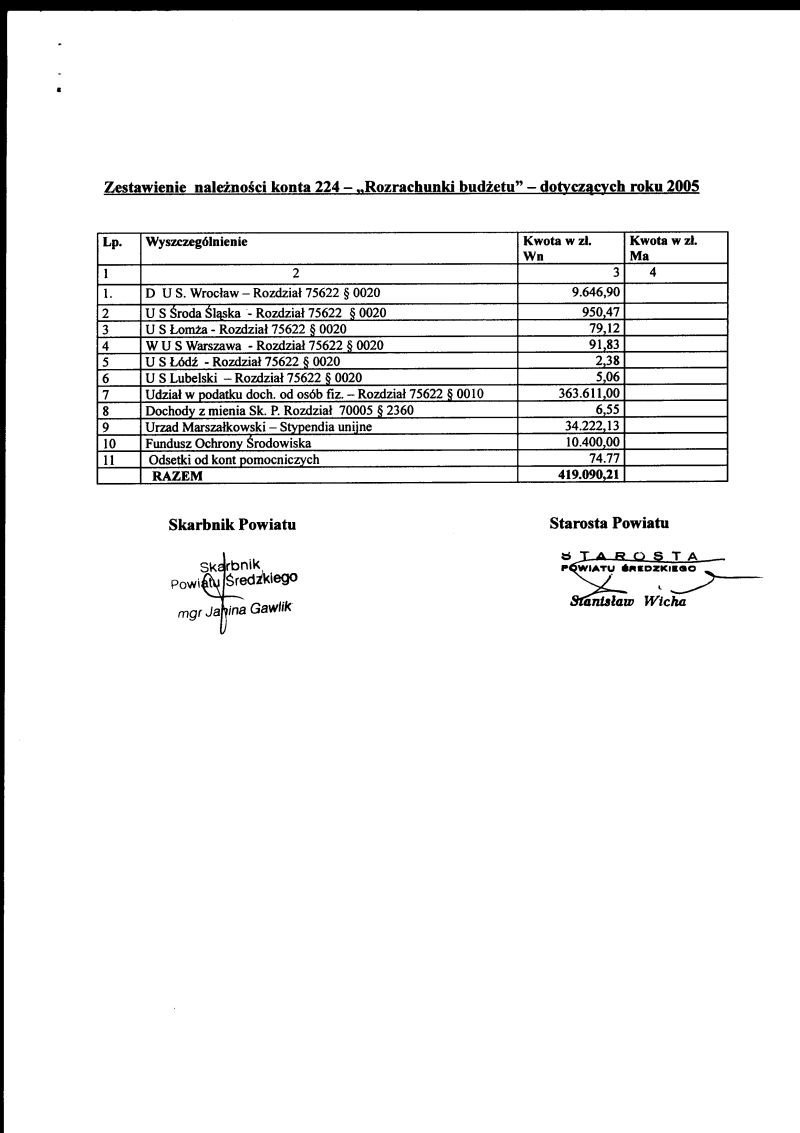 Zestawienie należności konta 224 – „Rozrachunki budżetu” – dotyczących roku 2005
Lp. Wyszczególnienie Kwota w zł. Wn Kwota w zł. Ma
1 2 3 4
1. D U S. Wrocław – Rozdział 75622 § 0020 9.646,90
2 U S Środa Śląska - Rozdział 75622 § 0020 950,47
3 U S Łomża - Rozdział 75622 § 0020 79,12
4 W U S Warszawa - Rozdział 75622 § 0020 91,83
5 U S Łódź - Rozdział 75622 § 0020 2,38
6 U S Lubelski – Rozdział 75622 § 0020 5,06
7 Udział w podatku doch. od osób fiz. – Rozdział 75622 § 0010 363.611,00
8 Dochody z mienia Sk. P. Rozdział 70005 § 2360 6,55
9 Urzad Marszałkowski – Stypendia unijne 34.222,13
10 Fundusz Ochrony Środowiska 10.400,00
11 Odsetki od kont pomocniczych 74.77
RAZEM 419.090,21
Skarbnik Powiatu Starosta Powiatu
Skarbnik
Powiatu Średzkiego
mgr Janina Gawlik
STAROSTA
POWIATU ŚREDZKIEGO
Stanisław Wicha